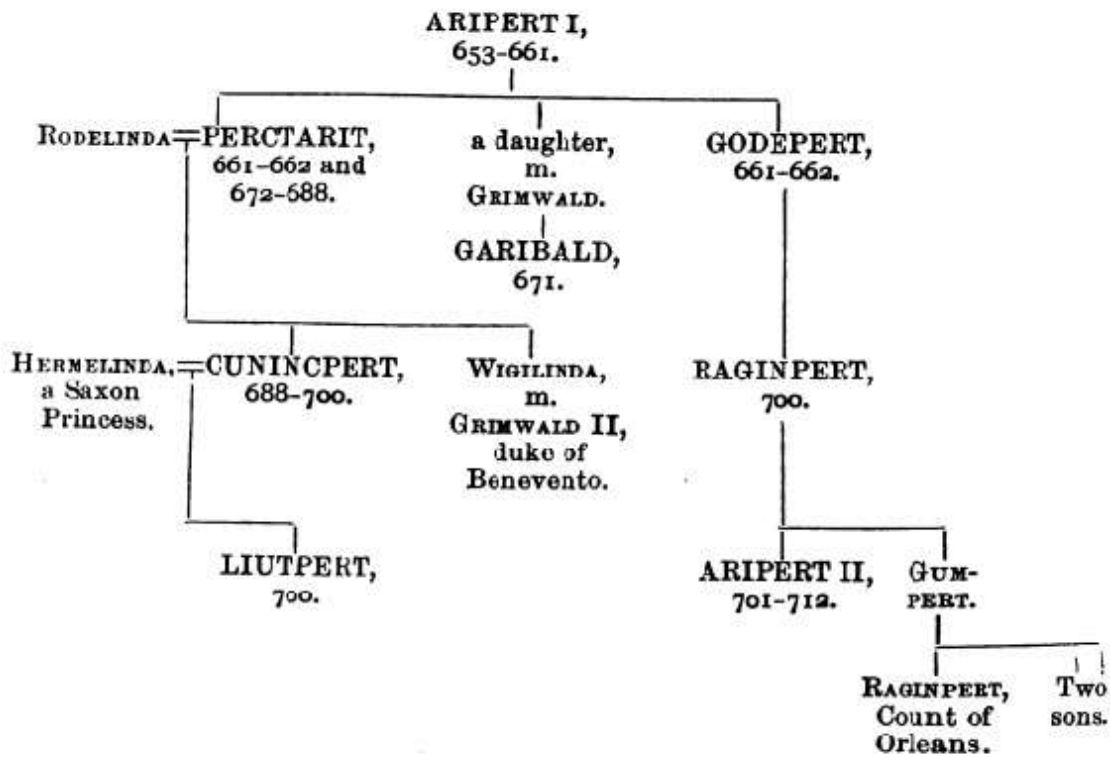 ARIPERT I,
653-661.
RODELINDA=PERCTARIT,
661-662 and
672-688.
a daughter,
m.
GRIMWALD.
GARIBALD,
671.
GODEPERT,
661-662.
HERMELINDA,=CUNINCPERT,
a Saxon
Princess.
688-700.
WIGILINDA,
m.
GRIMWALD II,
duke of
Benevento.
RAGINPERT,
700.
LIUTPERT,
700.
ARIPERT II,
701-712.
GUM-
PERT.
RAGINPERT,
Count of
Orleans.
Two
sons.